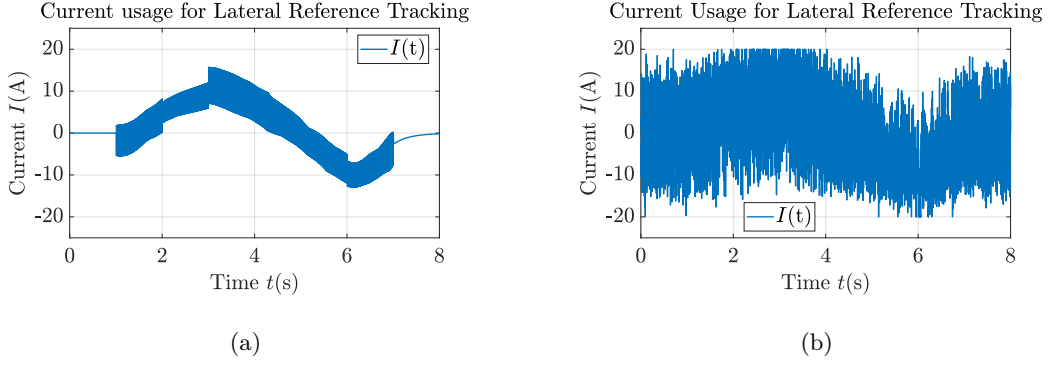 Current usage for Lateral Reference Tracking
I(t)
20
10
0
-10
-20
Current I(A)
0 2 4 6 8
Time t(s)
(a)
Current Usage for Lateral Reference Tracking
20
10
0
-10
-20
Current I(A)
I(t)
0 2 4 6 8
Time t(s)
(b)